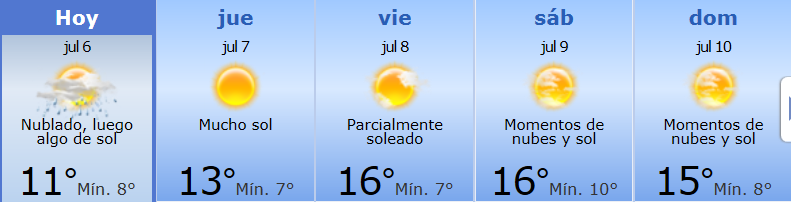 Hoy
jul 6
Nublado, luego
algo de sol
11° Mín. 8°
jue
jul 7
Mucho sol
13° Mín. 7°
vie
jul 8
Parcialmente
soleado
16° Mín. 7°
sáb
jul 9
Momentos de
nubes y sol
16° Mín. 10°
dom
jul 10
Momentos de
nubes y sol
15° Mín. 8°